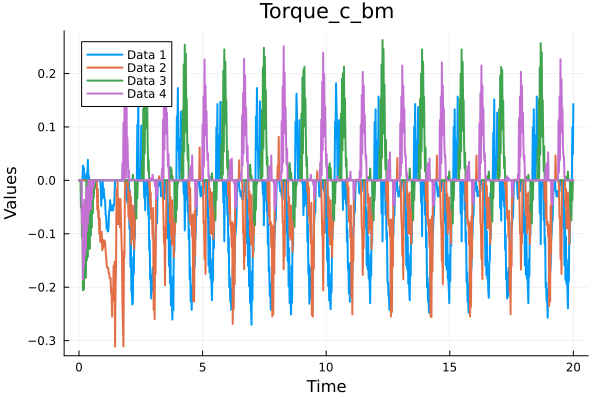 Torque_c_bm
Data 1
Data 2
Data 3
Data 4
0.2
0.1
0.0
−0.1
−0.2
−0.3
Values
0 5 10 15 20
Time